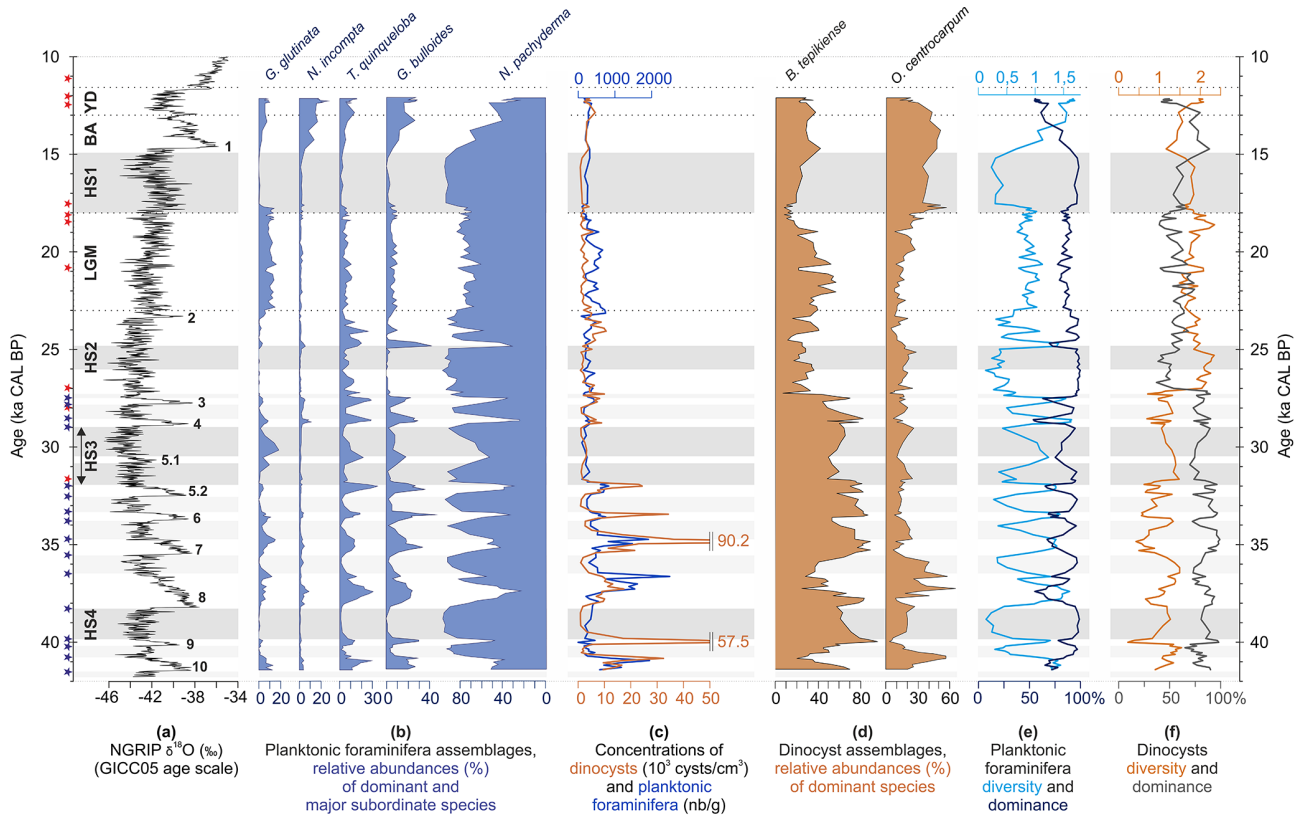 G. glutinata
N. incompta
T. quinqueloba
G. bulloides
N. pachyderma
B. tepikiense
O. centrocarpum
0 1000 2000
0 0,5 1 1,5
0 1 2
10
15
20
25
30
35
40
Age (ka CAL BP)
YD
BA
HS1
LGM
HS2
HS3
HS4
1
2
3
4
5.1
5.2
6
7
8
9
10
90.2
57.5
10
15
20
25
30
35
40
Age (ka CAL BP)
-46 -42 -38 -34
0 20
0 20
0 20
0 20 40
80 40 0
0 10 20 30 40 50
0 40 80
0 30 60
0 50 100%
0 50 100%
(a)
NGRIP δ18O (‰)
(GICC05 age scale)
(b)
Planktonic foraminifera assemblages,
relative abundances (%)
of dominant and
major subordinate species
(c)
Concentrations of
dinocysts (10³ cysts/cm³)
and planktonic
foraminifera (nb/g)
(d)
Dinocyst assemblages,
relative abundances (%)
of dominant species
(e)
Planktonic
foraminifera
diversity and
dominance
(f)
Dinocysts
diversity and
dominance